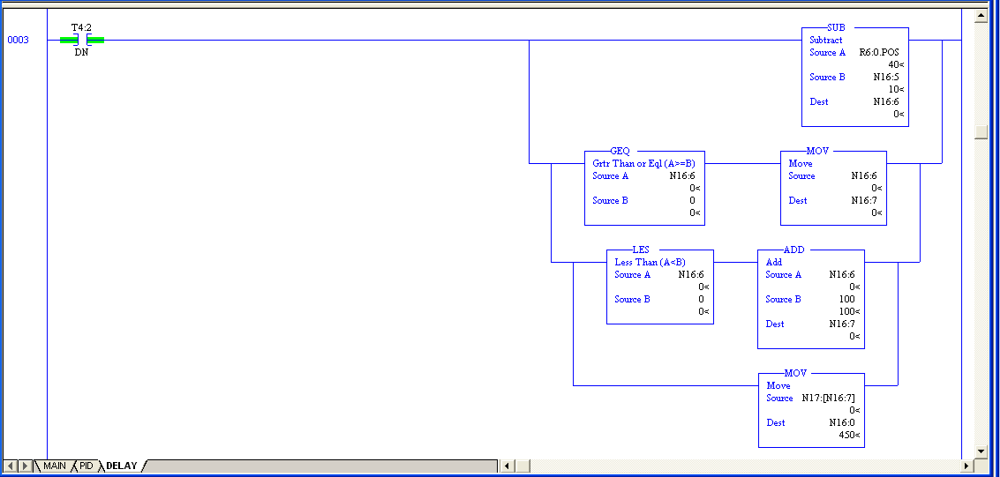 T4:2
0003
DN
SUB
Subtract
Source A R6:0.POS
40<
Source B N16:5
10<
Dest N16:6
0<
GEQ
Grtr Than or Eql (A>=B)
Source A N16:6
0<
Source B 0
0<
MOV
Move
Source N16:6
0<
Dest N16:7
0<
LES
Less Than (A<B)
Source A N16:6
0<
Source B 0
0<
ADD
Add
Source A N16:6
0<
Source B 100
100<
Dest N16:7
0<
MOV
Move
Source N17:[N16:7]
0<
Dest N16:0
450<
MAIN PID DELAY